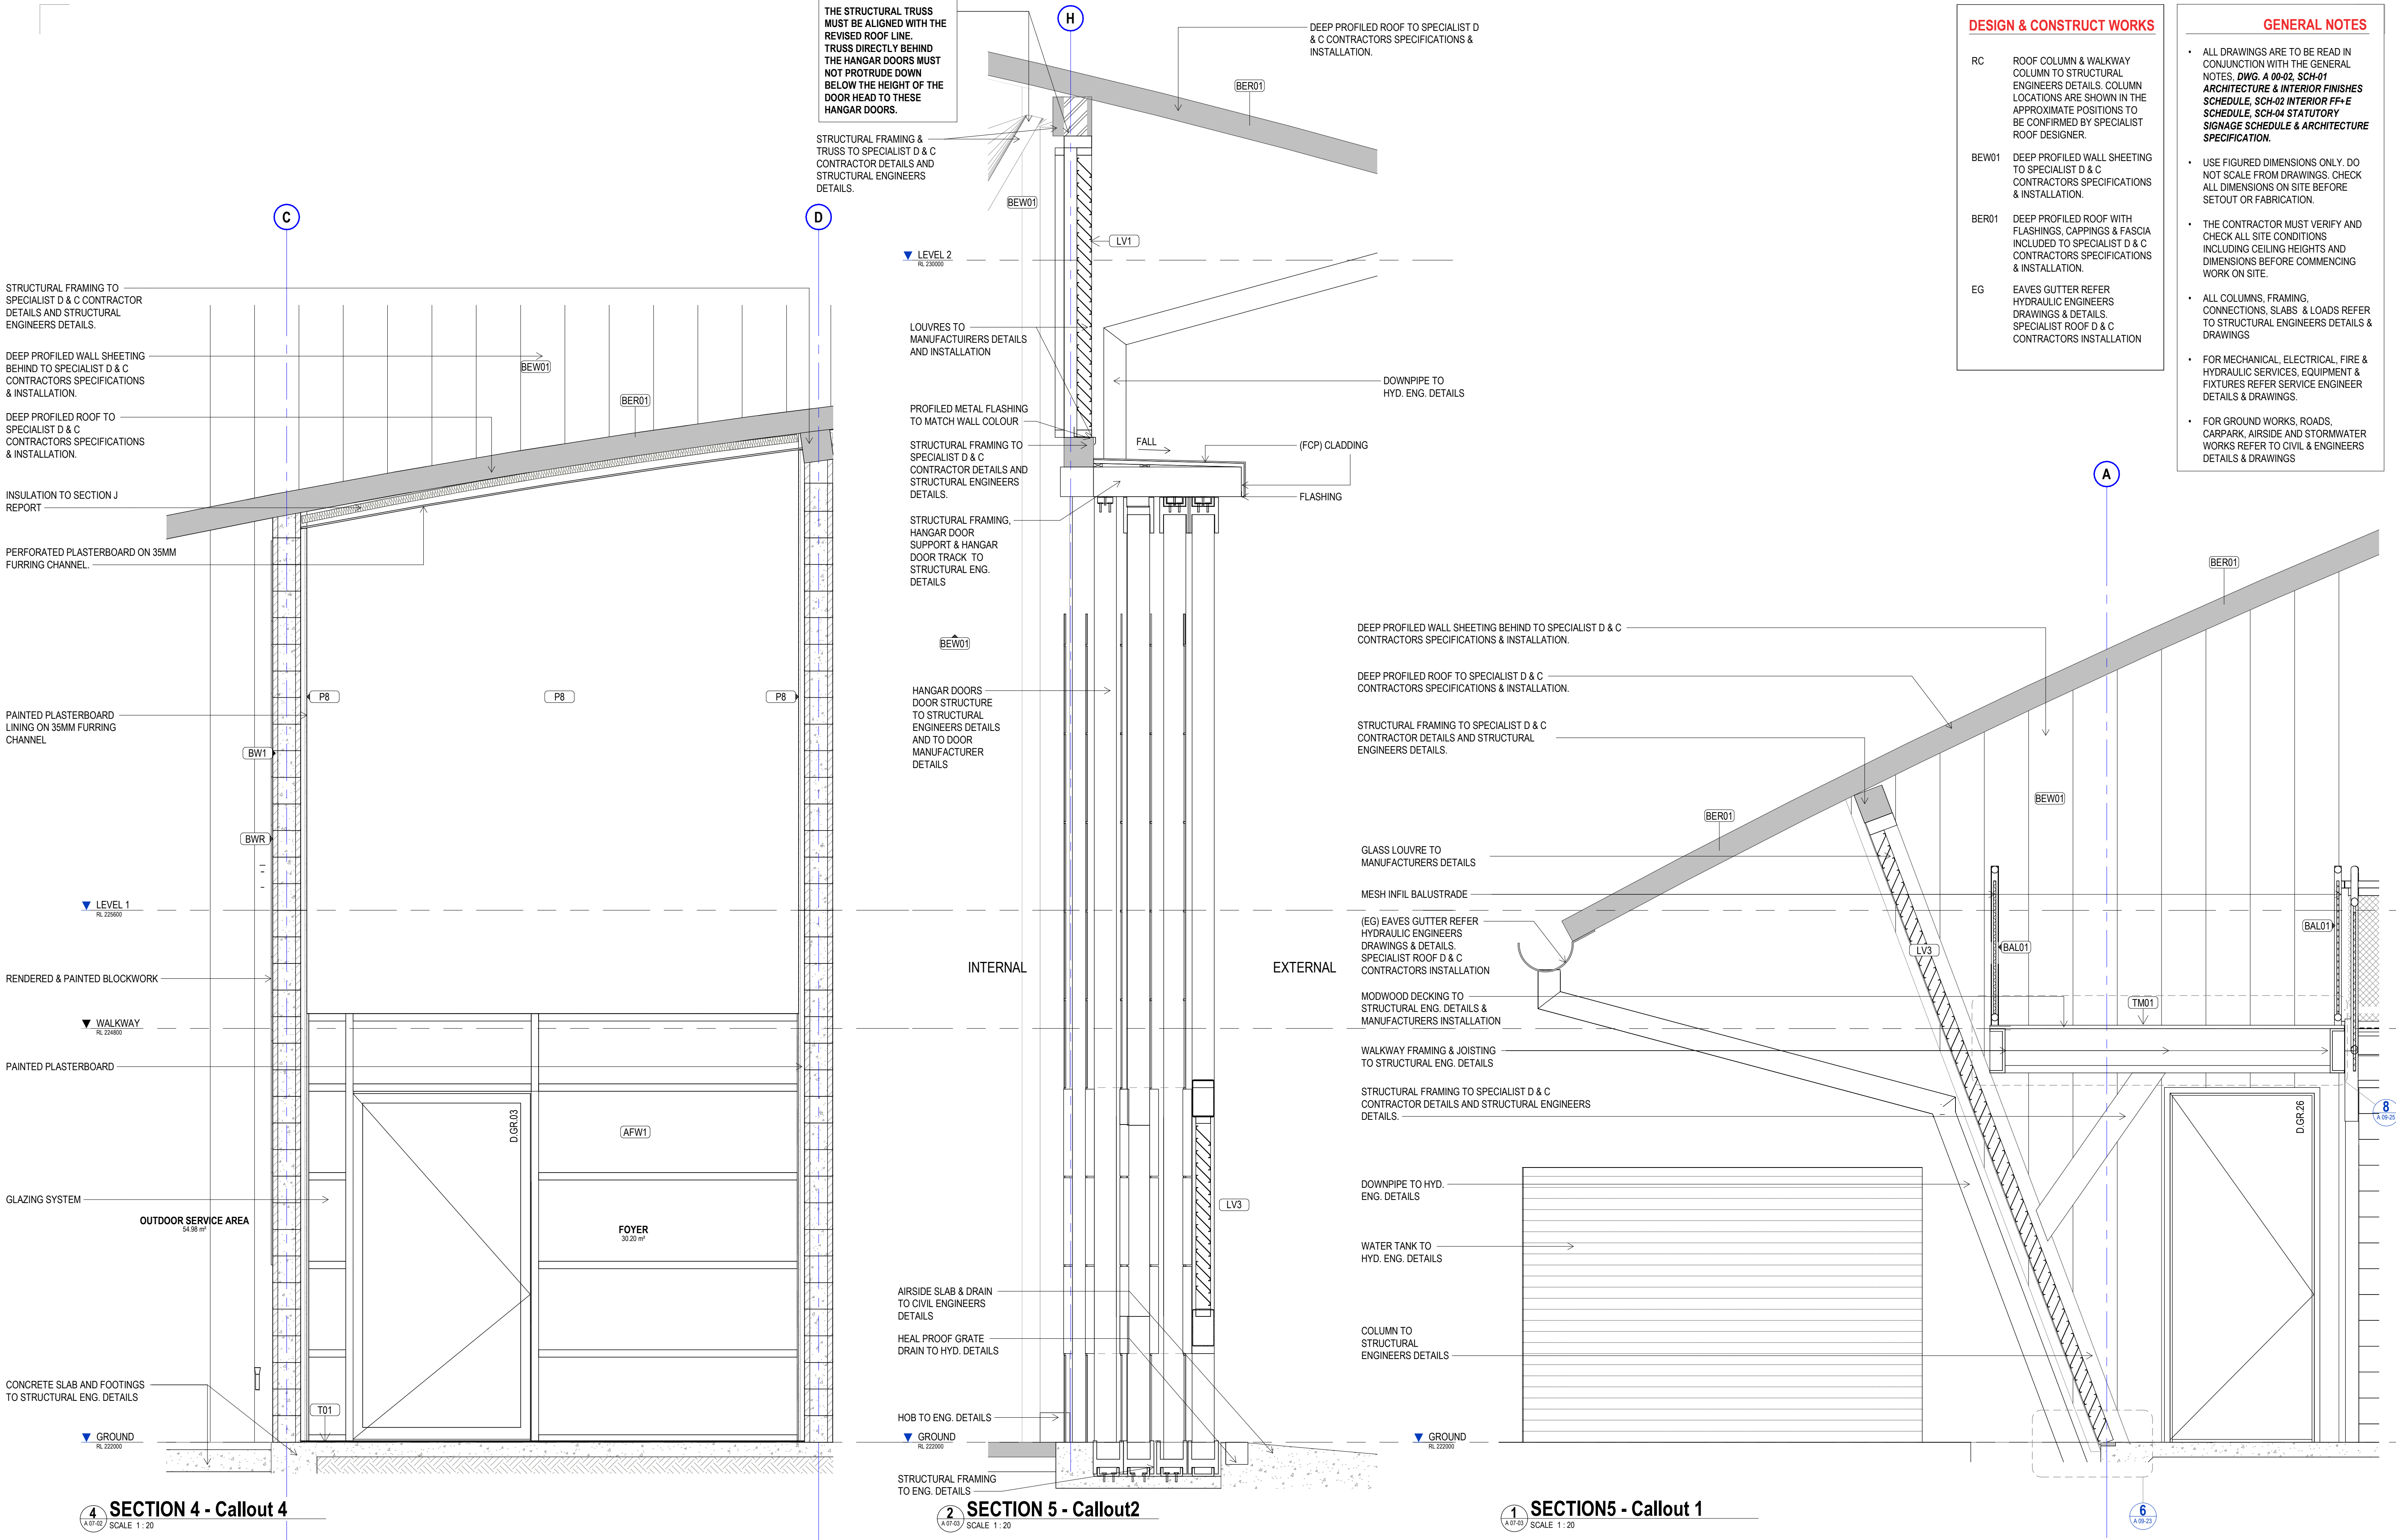 THE STRUCTURAL TRUSS
MUST BE ALIGNED WITH THE
REVISED ROOF LINE.
TRUSS DIRECTLY BEHIND
THE HANGAR DOORS MUST
NOT PROTRUDE DOWN
BELOW THE HEIGHT OF THE
DOOR HEAD TO THESE
HANGAR DOORS.
STRUCTURAL FRAMING &
TRUSS TO SPECIALIST D & C
CONTRACTOR DETAILS AND
STRUCTURAL ENGINEERS
DETAILS.
C
D
STRUCTURAL FRAMING TO
SPECIALIST D & C CONTRACTOR
DETAILS AND STRUCTURAL
ENGINEERS DETAILS.
DEEP PROFILED WALL SHEETING
BEHIND TO SPECIALIST D & C
CONTRACTORS SPECIFICATIONS
& INSTALLATION.
DEEP PROFILED ROOF TO
SPECIALIST D & C
CONTRACTORS SPECIFICATIONS
& INSTALLATION.
INSULATION TO SECTION J
REPORT
PERFORATED PLASTERBOARD ON 35MM
FURRING CHANNEL.
PAINTED PLASTERBOARD
LINING ON 35MM FURRING
CHANNEL
BEW01
BER01
P8
P8
P8
BW1
BWR
LEVEL 1
RL 225600
RENDERED & PAINTED BLOCKWORK
WALKWAY
RL 224800
PAINTED PLASTERBOARD
GLAZING SYSTEM
OUTDOOR SERVICE AREA
54.98 m²
D.GR.03
AFW1
FOYER
30.20 m²
CONCRETE SLAB AND FOOTINGS
TO STRUCTURAL ENG. DETAILS
T01
GROUND
RL 222000
4
A 07-02
SECTION 4 - Callout 4
SCALE 1 : 20
H
DEEP PROFILED ROOF TO SPECIALIST D
& C CONTRACTORS SPECIFICATIONS &
INSTALLATION.
BER01
BEW01
LV1
LEVEL 2
RL 230000
LOUVRES TO
MANUFACTUIRERS DETAILS
AND INSTALLATION
DOWNPIPE TO
HYD. ENG. DETAILS
PROFILED METAL FLASHING
TO MATCH WALL COLOUR
STRUCTURAL FRAMING TO
SPECIALIST D & C
CONTRACTOR DETAILS AND
STRUCTURAL ENGINEERS
DETAILS.
FALL
(FCP) CLADDING
FLASHING
STRUCTURAL FRAMING,
HANGAR DOOR
SUPPORT & HANGAR
DOOR TRACK TO
STRUCTURAL ENG.
DETAILS
BEW01
HANGAR DOORS
DOOR STRUCTURE
TO STRUCTURAL
ENGINEERS DETAILS
AND TO DOOR
MANUFACTURER
DETAILS
INTERNAL
EXTERNAL
LV3
AIRSIDE SLAB & DRAIN
TO CIVIL ENGINEERS
DETAILS
HEAL PROOF GRATE
DRAIN TO HYD. DETAILS
HOB TO ENG. DETAILS
GROUND
RL 222000
STRUCTURAL FRAMING
TO ENG. DETAILS
2
A 07-03
SECTION 5 - Callout2
SCALE 1 : 20
A
DEEP PROFILED WALL SHEETING BEHIND TO SPECIALIST D & C
CONTRACTORS SPECIFICATIONS & INSTALLATION.
DEEP PROFILED ROOF TO SPECIALIST D & C
CONTRACTORS SPECIFICATIONS & INSTALLATION.
STRUCTURAL FRAMING TO SPECIALIST D & C
CONTRACTOR DETAILS AND STRUCTURAL
ENGINEERS DETAILS.
BER01
BER01
BEW01
GLASS LOUVRE TO
MANUFACTURERS DETAILS
MESH INFIL BALUSTRADE
(EG) EAVES GUTTER REFER
HYDRAULIC ENGINEERS
DRAWINGS & DETAILS.
SPECIALIST ROOF D & C
CONTRACTORS INSTALLATION
MODWOOD DECKING TO
STRUCTURAL ENG. DETAILS &
MANUFACTURERS INSTALLATION
WALKWAY FRAMING & JOISTING
TO STRUCTURAL ENG. DETAILS
STRUCTURAL FRAMING TO SPECIALIST D & C
CONTRACTOR DETAILS AND STRUCTURAL ENGINEERS
DETAILS.
DOWNPIPE TO HYD.
ENG. DETAILS
WATER TANK TO
HYD. ENG. DETAILS
COLUMN TO
STRUCTURAL
ENGINEERS DETAILS
LV3
BAL01
BAL01
TM01
D.GR.26
8
A 09-25
GROUND
RL 222000
6
A 09-23
1
A 07-03
SECTION5 - Callout 1
SCALE 1 : 20
DESIGN & CONSTRUCT WORKS
RC ROOF COLUMN & WALKWAY
COLUMN TO STRUCTURAL
ENGINEERS DETAILS. COLUMN
LOCATIONS ARE SHOWN IN THE
APPROXIMATE POSITIONS TO
BE CONFIRMED BY SPECIALIST
ROOF DESIGNER.
BEW01 DEEP PROFILED WALL SHEETING
TO SPECIALIST D & C
CONTRACTORS SPECIFICATIONS
& INSTALLATION.
BER01 DEEP PROFILED ROOF WITH
FLASHINGS, CAPPINGS & FASCIA
INCLUDED TO SPECIALIST D & C
CONTRACTORS SPECIFICATIONS
& INSTALLATION.
EG EAVES GUTTER REFER
HYDRAULIC ENGINEERS
DRAWINGS & DETAILS.
SPECIALIST ROOF D & C
CONTRACTORS INSTALLATION
GENERAL NOTES
• ALL DRAWINGS ARE TO BE READ IN
CONJUNCTION WITH THE GENERAL
NOTES, DWG. A 00-02, SCH-01
ARCHITECTURE & INTERIOR FINISHES
SCHEDULE, SCH-02 INTERIOR FF+E
SCHEDULE, SCH-04 STATUTORY
SIGNAGE SCHEDULE & ARCHITECTURE
SPECIFICATION.
• USE FIGURED DIMENSIONS ONLY. DO
NOT SCALE FROM DRAWINGS. CHECK
ALL DIMENSIONS ON SITE BEFORE
SETOUT OR FABRICATION.
• THE CONTRACTOR MUST VERIFY AND
CHECK ALL SITE CONDITIONS
INCLUDING CEILING HEIGHTS AND
DIMENSIONS BEFORE COMMENCING
WORK ON SITE.
• ALL COLUMNS, FRAMING,
CONNECTIONS, SLABS & LOADS REFER
TO STRUCTURAL ENGINEERS DETAILS &
DRAWINGS
• FOR MECHANICAL, ELECTRICAL, FIRE &
HYDRAULIC SERVICES, EQUIPMENT &
FIXTURES REFER SERVICE ENGINEER
DETAILS & DRAWINGS.
• FOR GROUND WORKS, ROADS,
CARPARK, AIRSIDE AND STORMWATER
WORKS REFER TO CIVIL & ENGINEERS
DETAILS & DRAWINGS